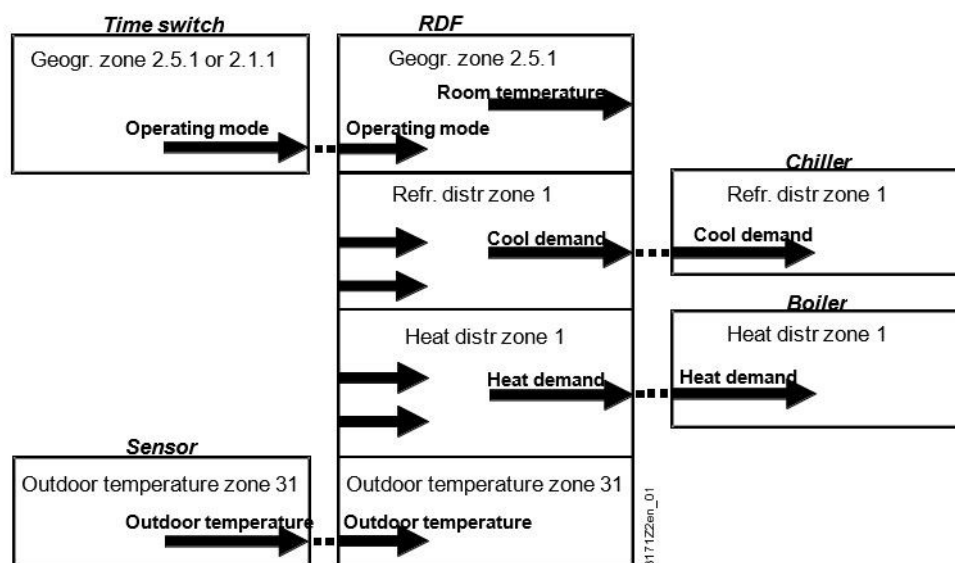 Time switch
RDF
Geogr. zone 2.5.1 or 2.1.1
Geogr. zone 2.5.1
Room temperature
Operating mode
Operating mode
Chiller
Refr. distr zone 1
Refr. distr zone 1
Cool demand
Cool demand
Boiler
Heat distr zone 1
Heat distr zone 1
Heat demand
Heat demand
Sensor
Outdoor temperature zone 31
Outdoor temperature zone 31
Outdoor temperature
Outdoor temperature
3171Z2en_01